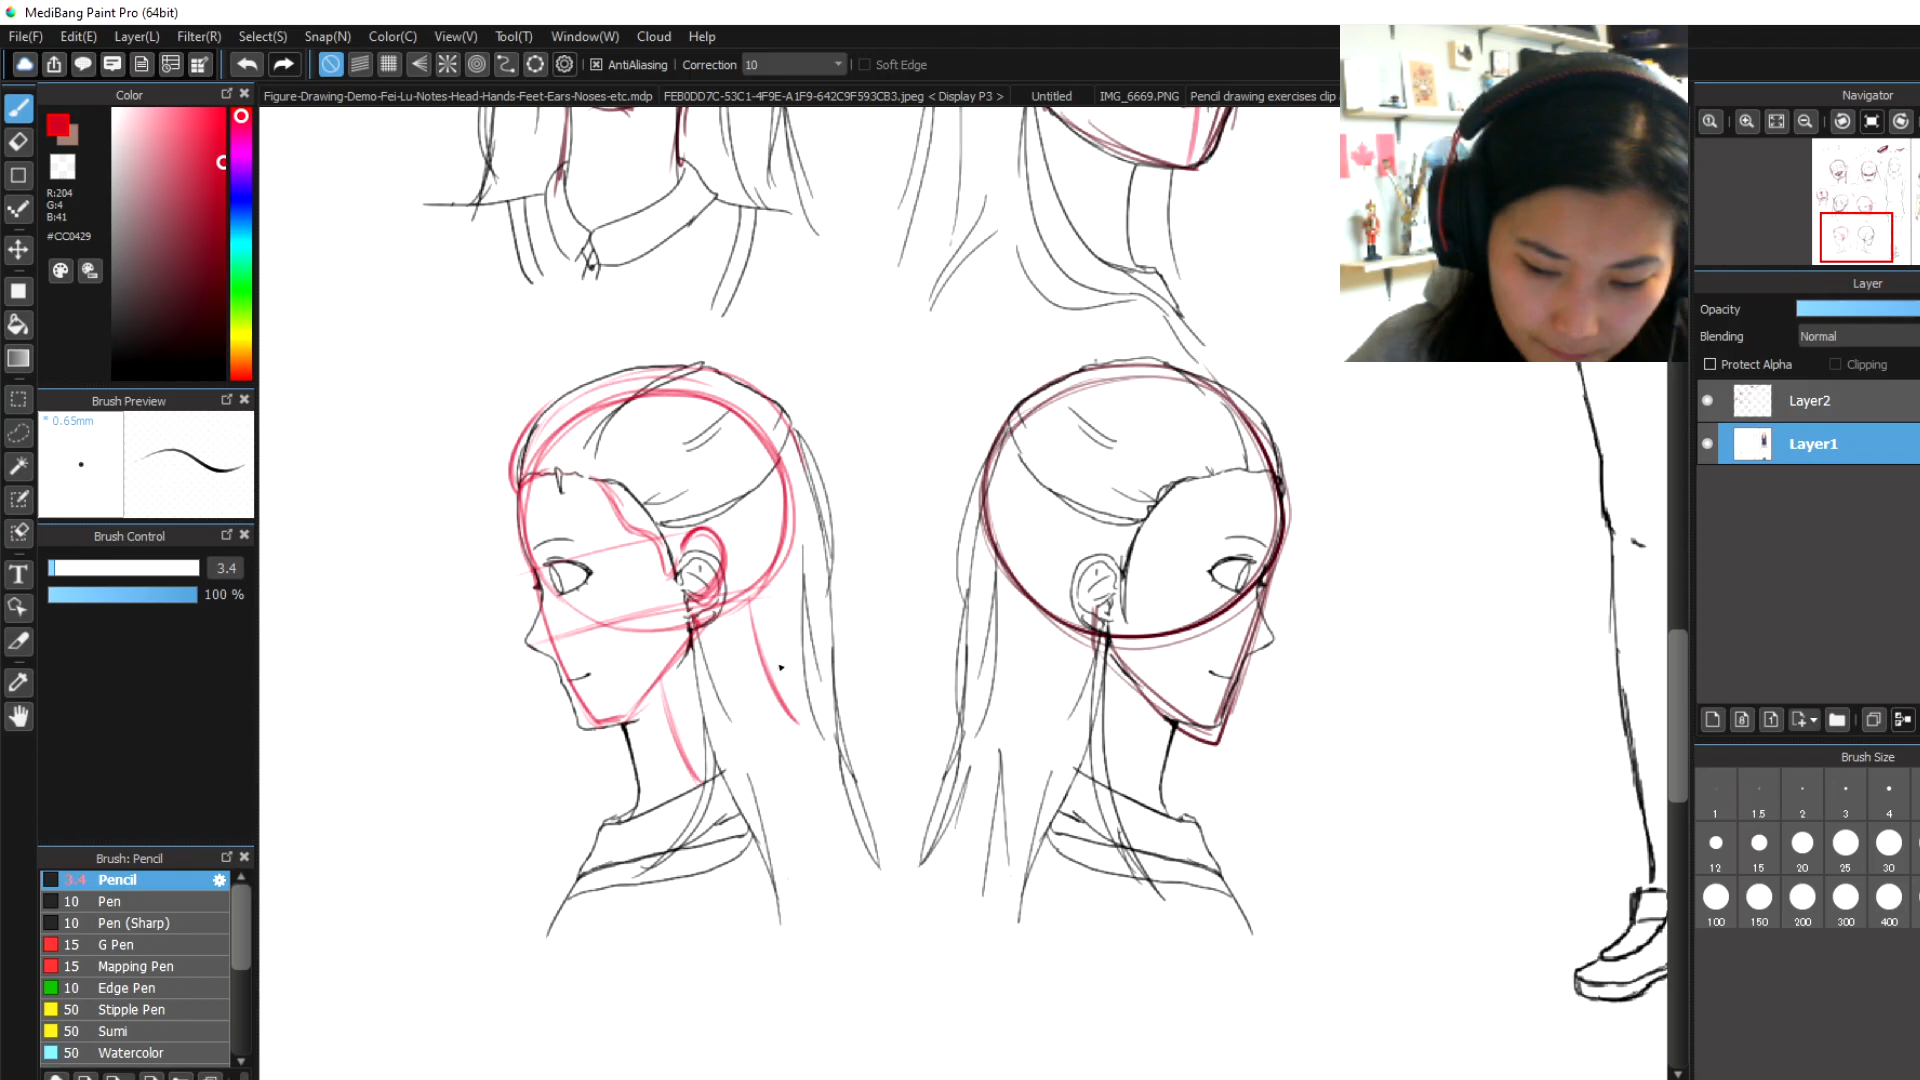 MediBang Paint Pro (64bit)
File(F) Edit(E) Layer(L) Filter(R) Select(S) Snap(N) Color(C) View(V) Tool(T) Window(W) Cloud Help
AntiAliasing Correction 10 Soft Edge
Color
Figure-Drawing-Demo-Fei-Lu-Notes-Head-Hands-Feet-Ears-Noses-etc.mdp FEB0DD7C-53C1-4F9E-A1F9-642C9F593CB3.jpeg < Display P3 > Untitled IMG_6669.PNG Pencil drawing exercises clip
Navigator
R:204
G:4
B:41
#CC0429
Layer
Opacity
Blending Normal
Protect Alpha Clipping
Layer2
Layer1
Brush Preview
* 0.65mm
Brush Control
3.4
100 %
T
Brush Size
1 1.5 2 3 4
12 15 20 25 30
100 150 200 300 400
Brush: Pencil
3.4 Pencil
10 Pen
10 Pen (Sharp)
15 G Pen
15 Mapping Pen
10 Edge Pen
50 Stipple Pen
50 Sumi
50 Watercolor